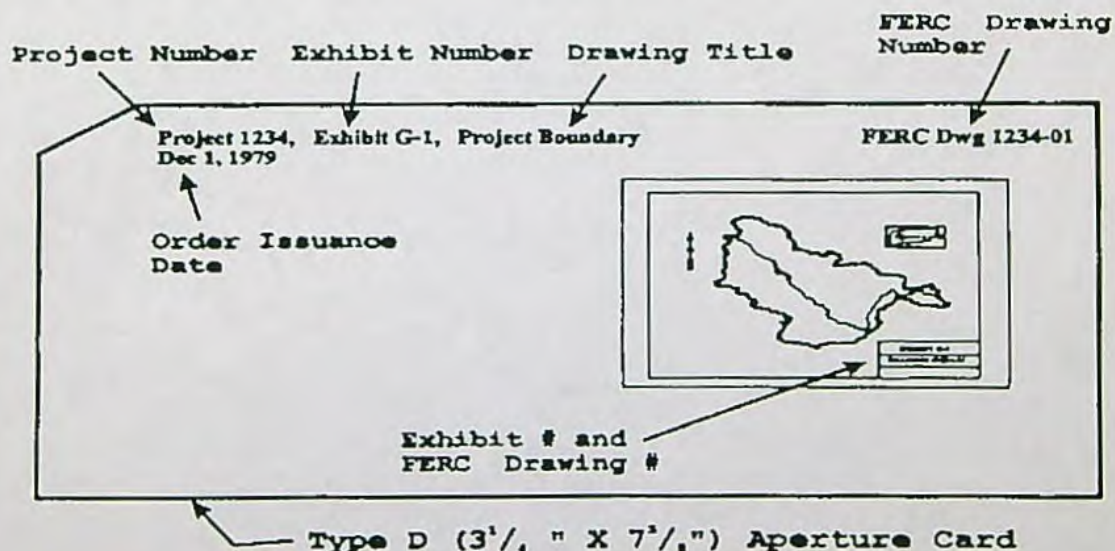 FERC Drawing
Number
Project Number Exhibit Number Drawing Title
Project 1234, Exhibit G-1, Project Boundary
Dec 1, 1979
FERC Dwg 1234-01
Order Issuance
Date
Exhibit # and
FERC Drawing #
Type D (3¹/₄ " X 7³/₈") Aperture Card